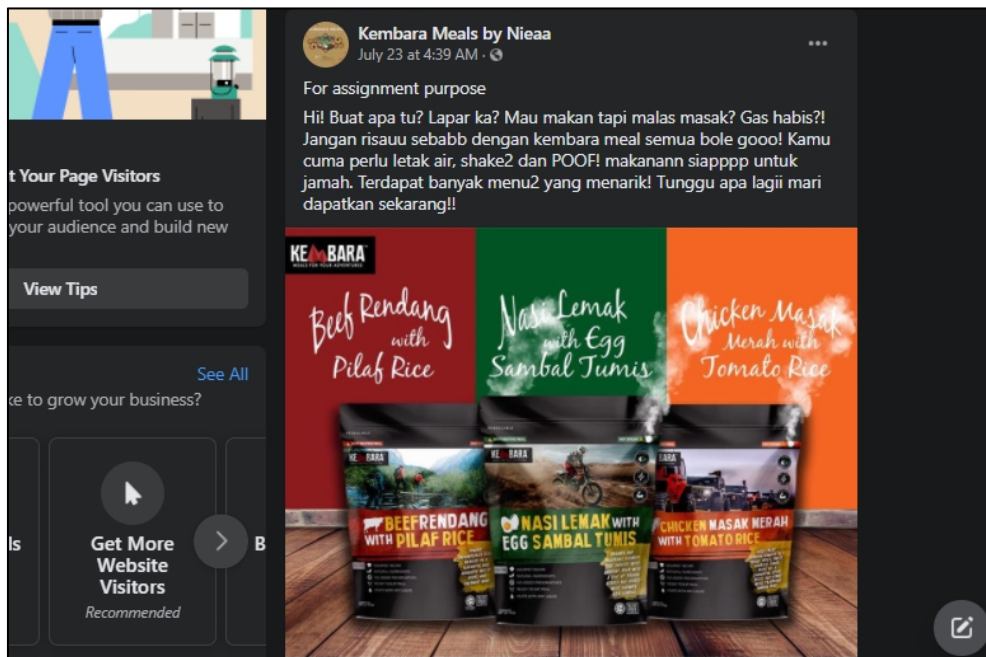 Kembara Meals by Nieaa
July 23 at 4:39 AM ·
For assignment purpose
Hi! Buat apa tu? Lapar ka? Mau makan tapi malas masak? Gas habis?!
Jangan risauu sebabb dengan kembara meal semua bole gooo! Kamu
cuma perlu letak air, shake2 dan POOF! makanann siapppp untuk
jamah. Terdapat banyak menu2 yang menarik! Tunggu apa lagii mari
dapatkan sekarang!!
t Your Page Visitors
powerful tool you can use to
your audience and build new
View Tips
See All
ke to grow your business?
ls
Get More
Website
Visitors
Recommended
B
KEMBARA
MEALS FOR YOUR ADVENTURES
Beef Rendang
with
Pilaf Rice
Nasi Lemak
with Egg
Sambal Tumis
Chicken Masak
Merah with
Tomato Rice
KEMBARA
BEEF RENDANG
WITH PILAF RICE
KEMBARA
NASI LEMAK WITH
EGG SAMBAL TUMIS
BARA
CHICKEN MASAK MERAH
WITH TOMATO RICE